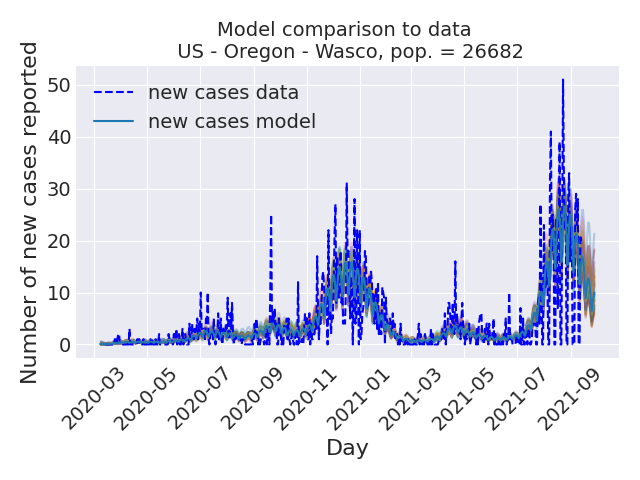 Model comparison to data
US - Oregon - Wasco, pop. = 26682
Number of new cases reported
50
40
30
20
10
0
new cases data
new cases model
2020-03
2020-05
2020-07
2020-09
2020-11
2021-01
2021-03
2021-05
2021-07
2021-09
Day